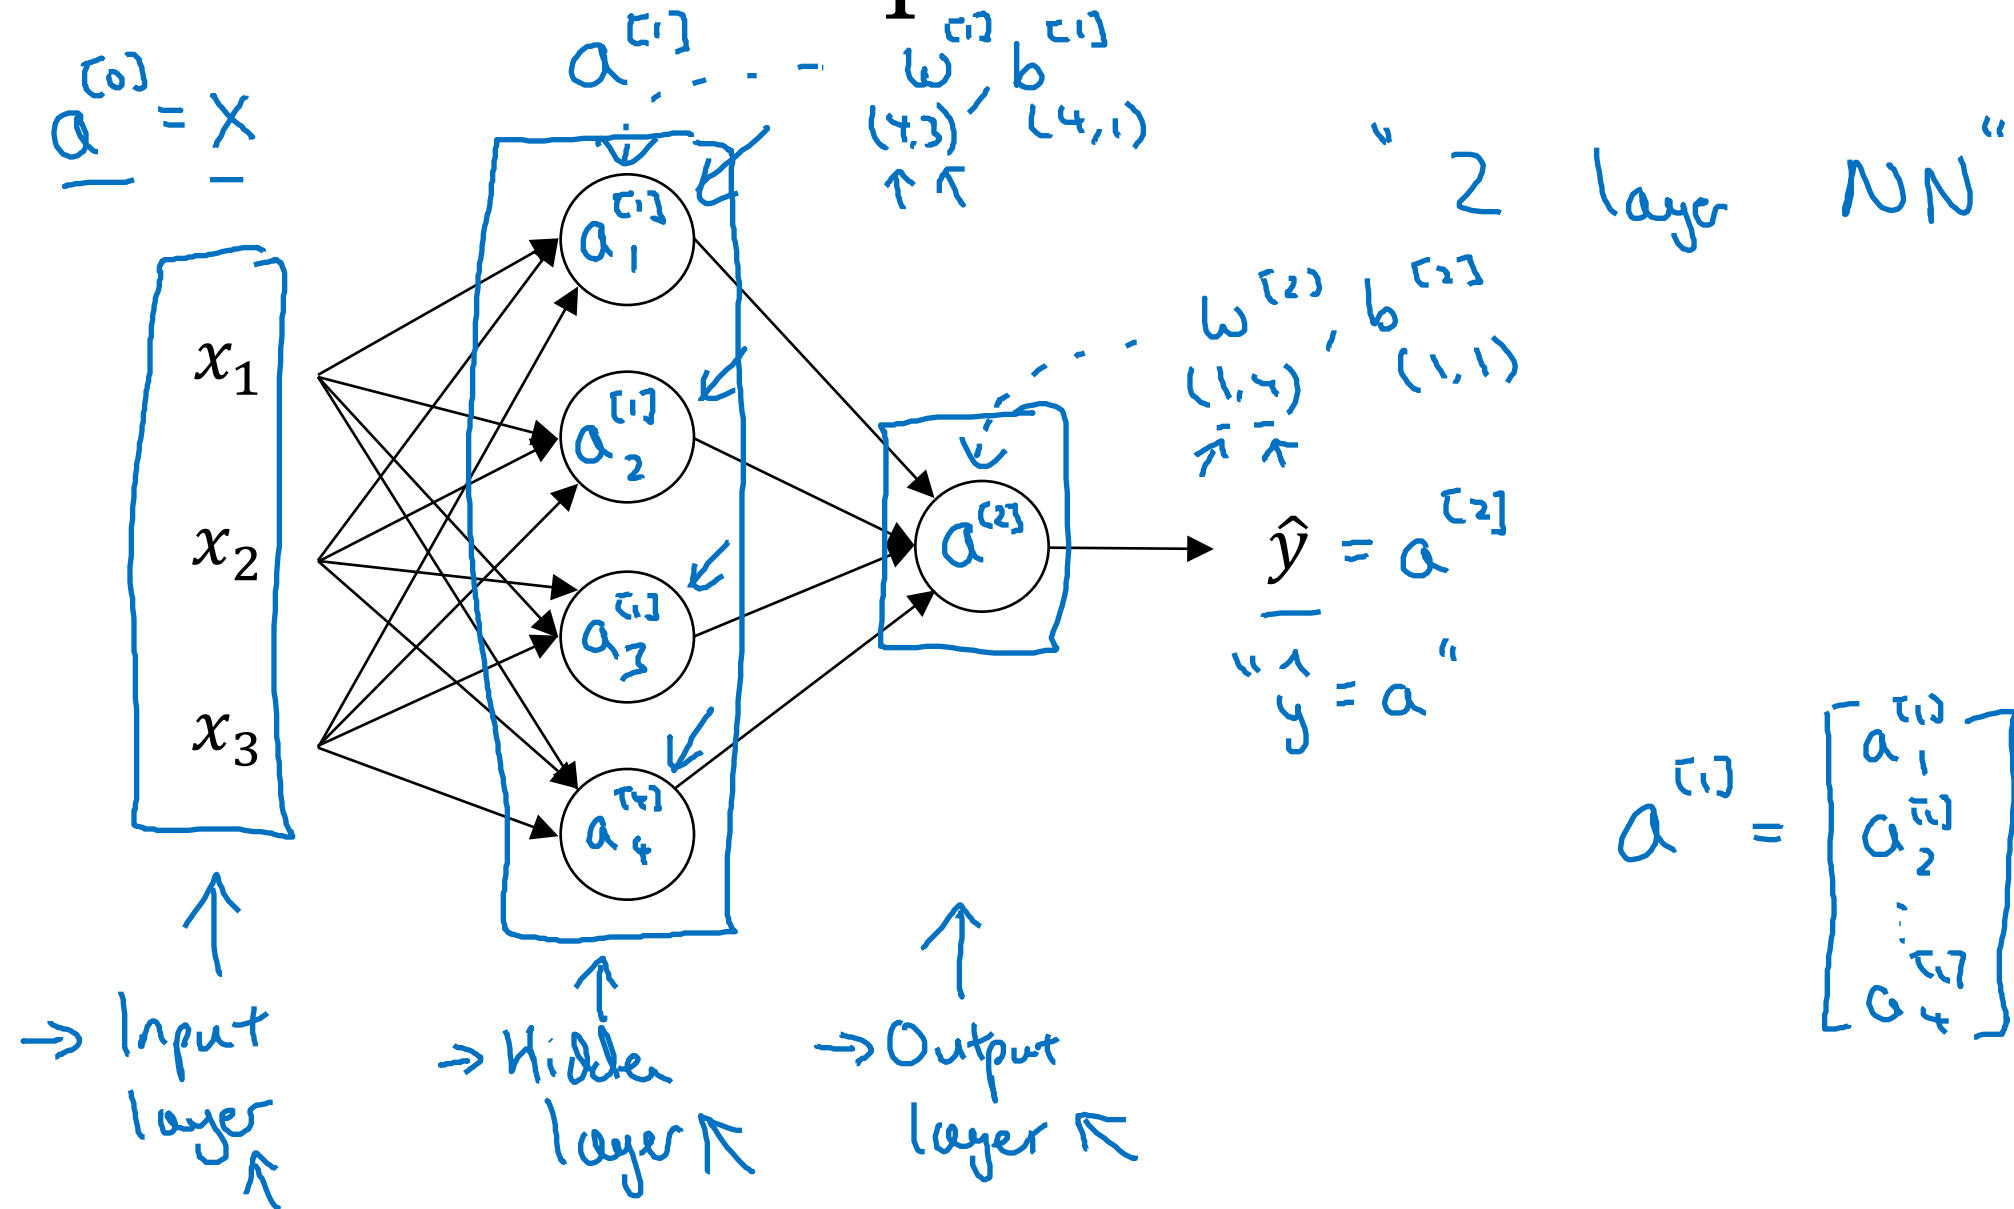 a^[0] = X
a^[1]
w^[1], b^[1]
(4,3) (4,1)
"2 layer NN"
x₁
x₂
x₃
a₁^[1]
a₂^[1]
a₃^[1]
a₄^[1]
w^[2], b^[2]
(1,4) (1,1)
a^[2]
ŷ = a^[2]
"ŷ = a"
a^[1] = [a₁^[1]
a₂^[1]
⋮
a₄^[1]]
→ Input layer
→ Hidden layer
→ Output layer